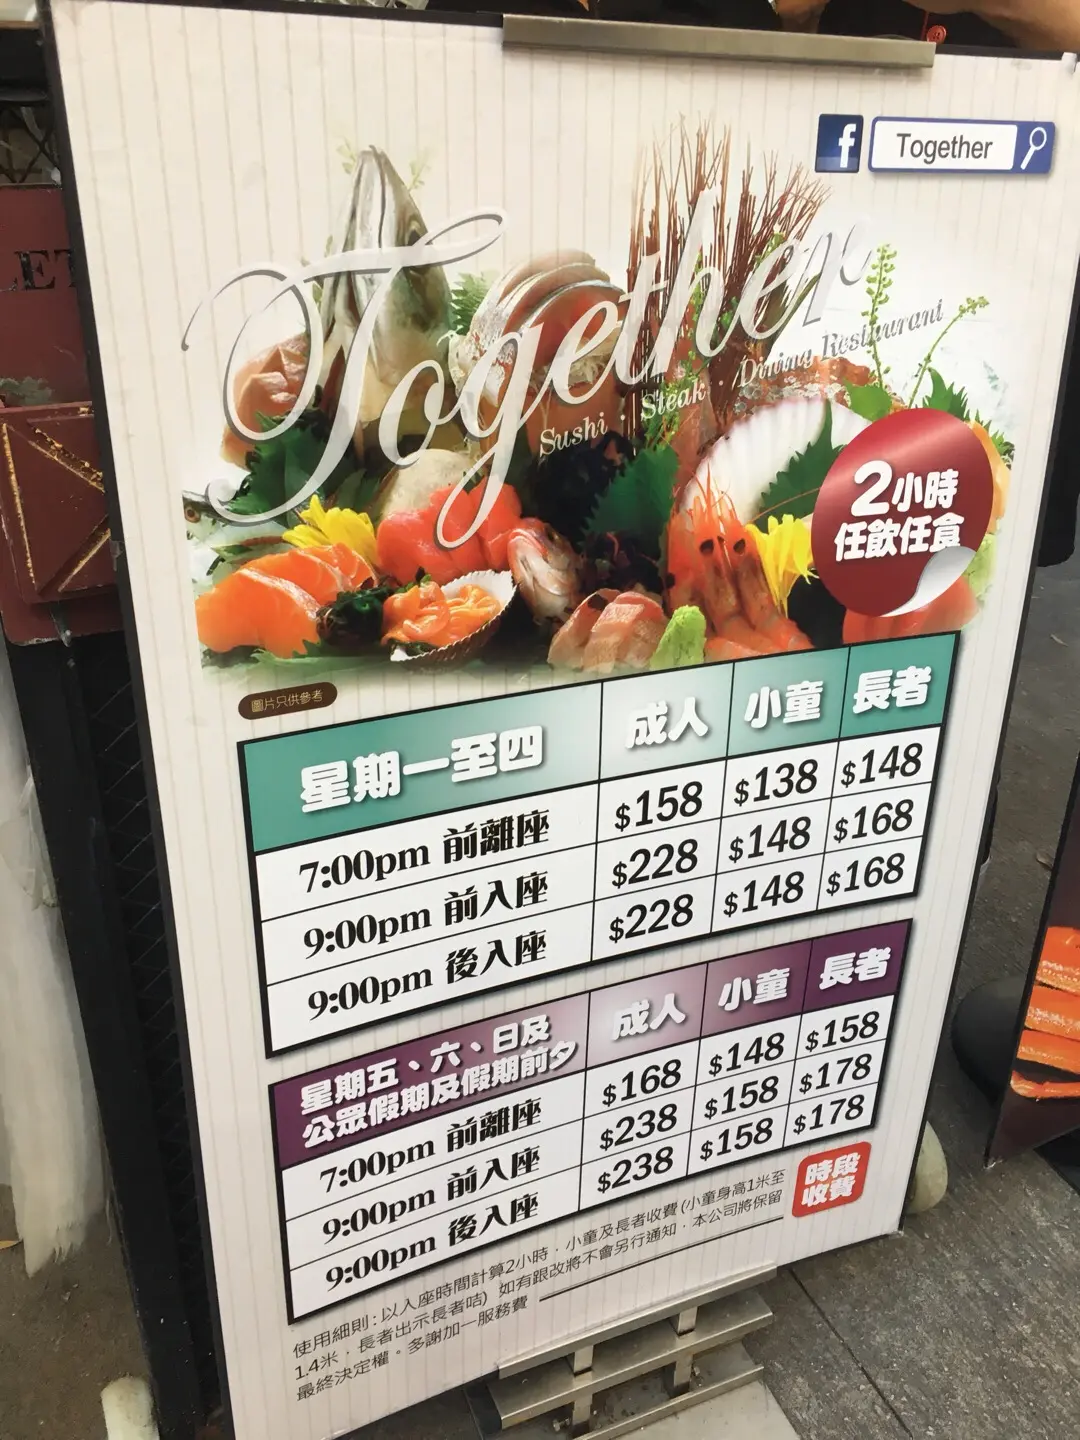 Together
Together
Sushi · Steak · Dining Restaurant
2小時
任飲任食
圖片只供參考
星期一至四 成人 小童 長者
7:00pm 前離座 $158 $138 $148
9:00pm 前入座 $228 $148 $168
9:00pm 後入座 $228 $148 $168
星期五、六、日及
公眾假期及假期前夕 成人 小童 長者
7:00pm 前離座 $168 $148 $158
9:00pm 前入座 $238 $158 $178
9:00pm 後入座 $238 $158 $178
時段
收費
使用細則：以入座時間計算2小時．小童及長者收費(小童身高1米至
1.4米．長者出示長者咭) 如有跟改將不會另行通知．本公司將保留
最終決定權。多謝加一服務費